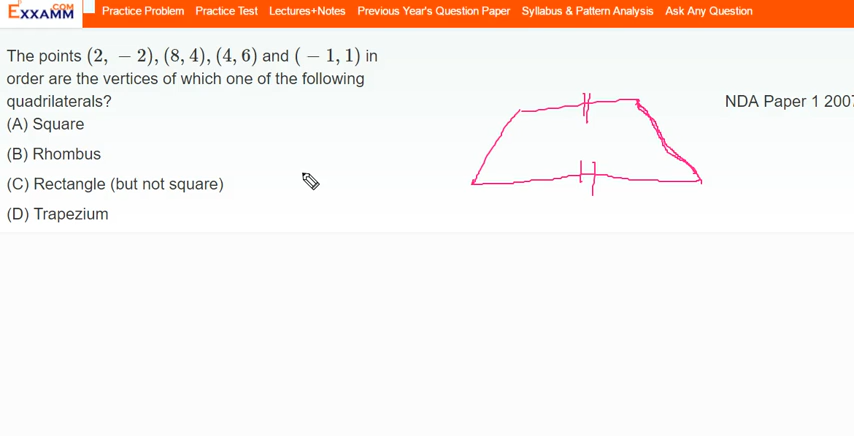 EXXAMM .COM Practice Problem Practice Test Lectures+Notes Previous Year's Question Paper Syllabus & Pattern Analysis Ask Any Question
The points (2, − 2), (8, 4), (4, 6) and ( − 1, 1) in
order are the vertices of which one of the following
quadrilaterals?
NDA Paper 1 2007
(A) Square
(B) Rhombus
(C) Rectangle (but not square)
(D) Trapezium